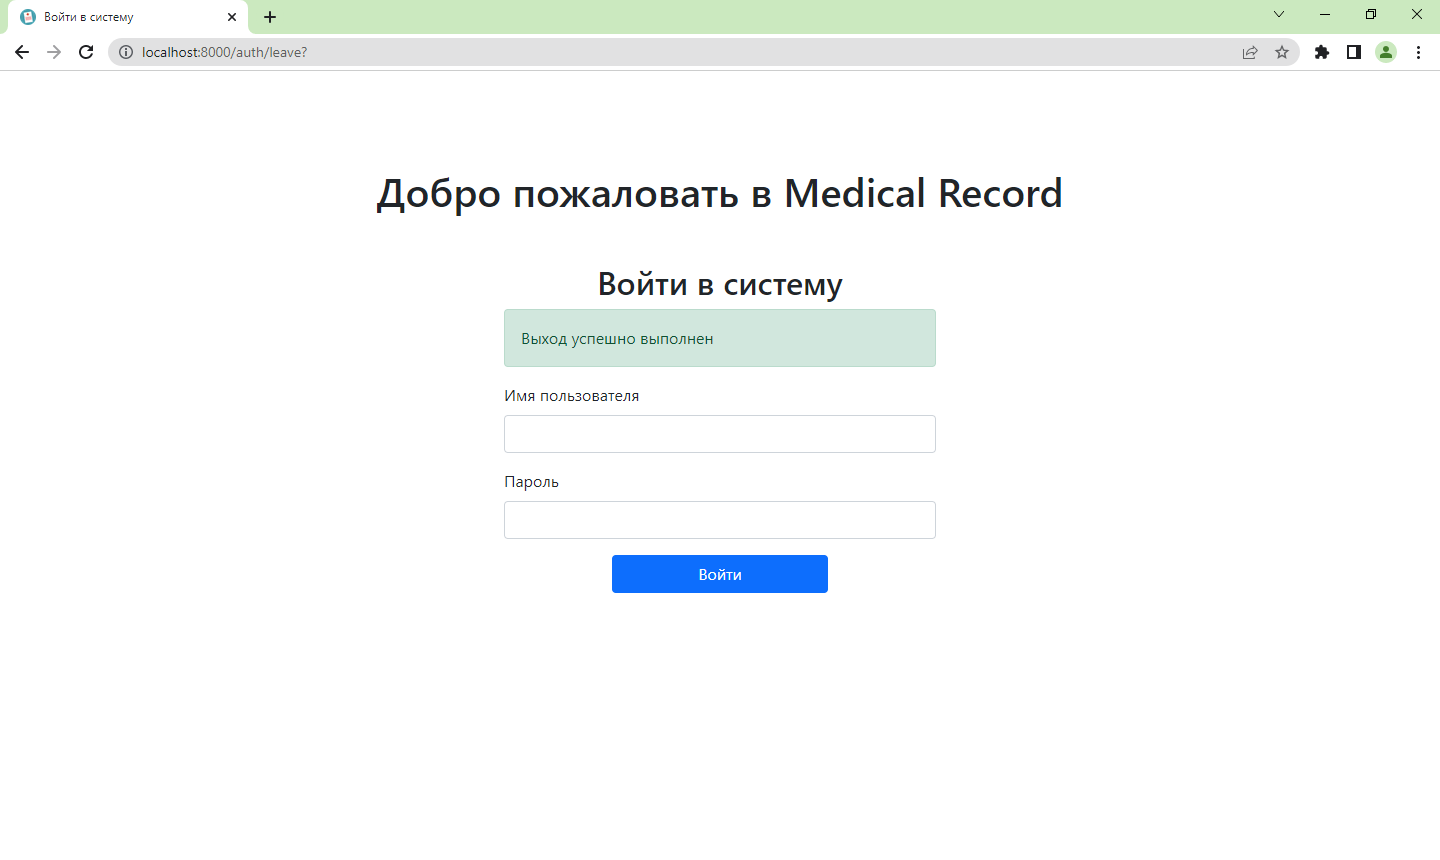 Войти в систему
localhost:8000/auth/leave?
Добро пожаловать в Medical Record
Войти в систему
Выход успешно выполнен
Имя пользователя
Пароль
Войти